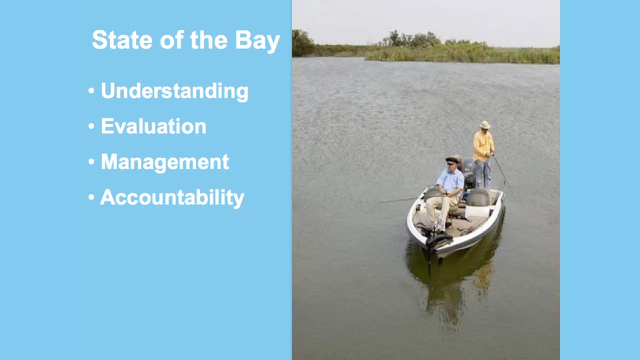 State of the Bay
• Understanding
• Evaluation
• Management
• Accountability